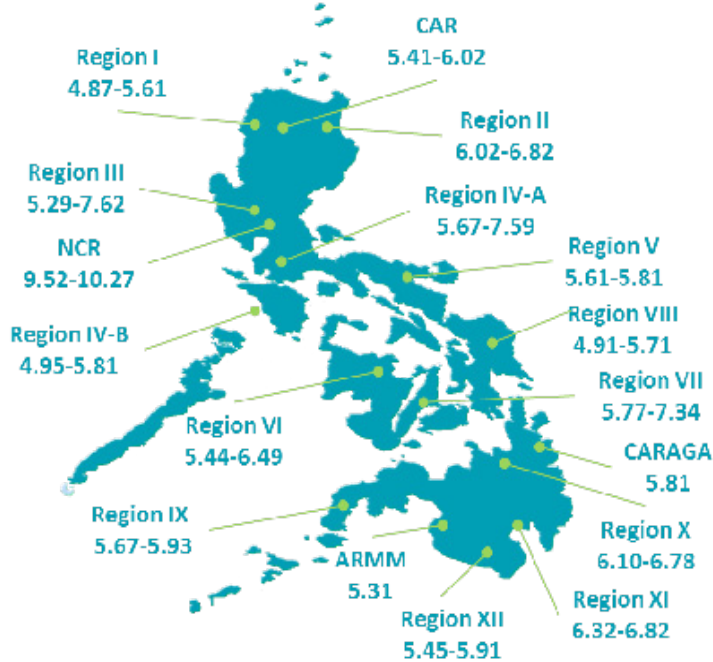 CAR
5.41-6.02
Region I
4.87-5.61
Region II
6.02-6.82
Region III
5.29-7.62
Region IV-A
5.67-7.59
NCR
9.52-10.27
Region V
5.61-5.81
Region VIII
4.91-5.71
Region IV-B
4.95-5.81
Region VII
5.77-7.34
Region VI
5.44-6.49
CARAGA
5.81
Region IX
5.67-5.93
Region X
6.10-6.78
ARMM
5.31
Region XI
6.32-6.82
Region XII
5.45-5.91